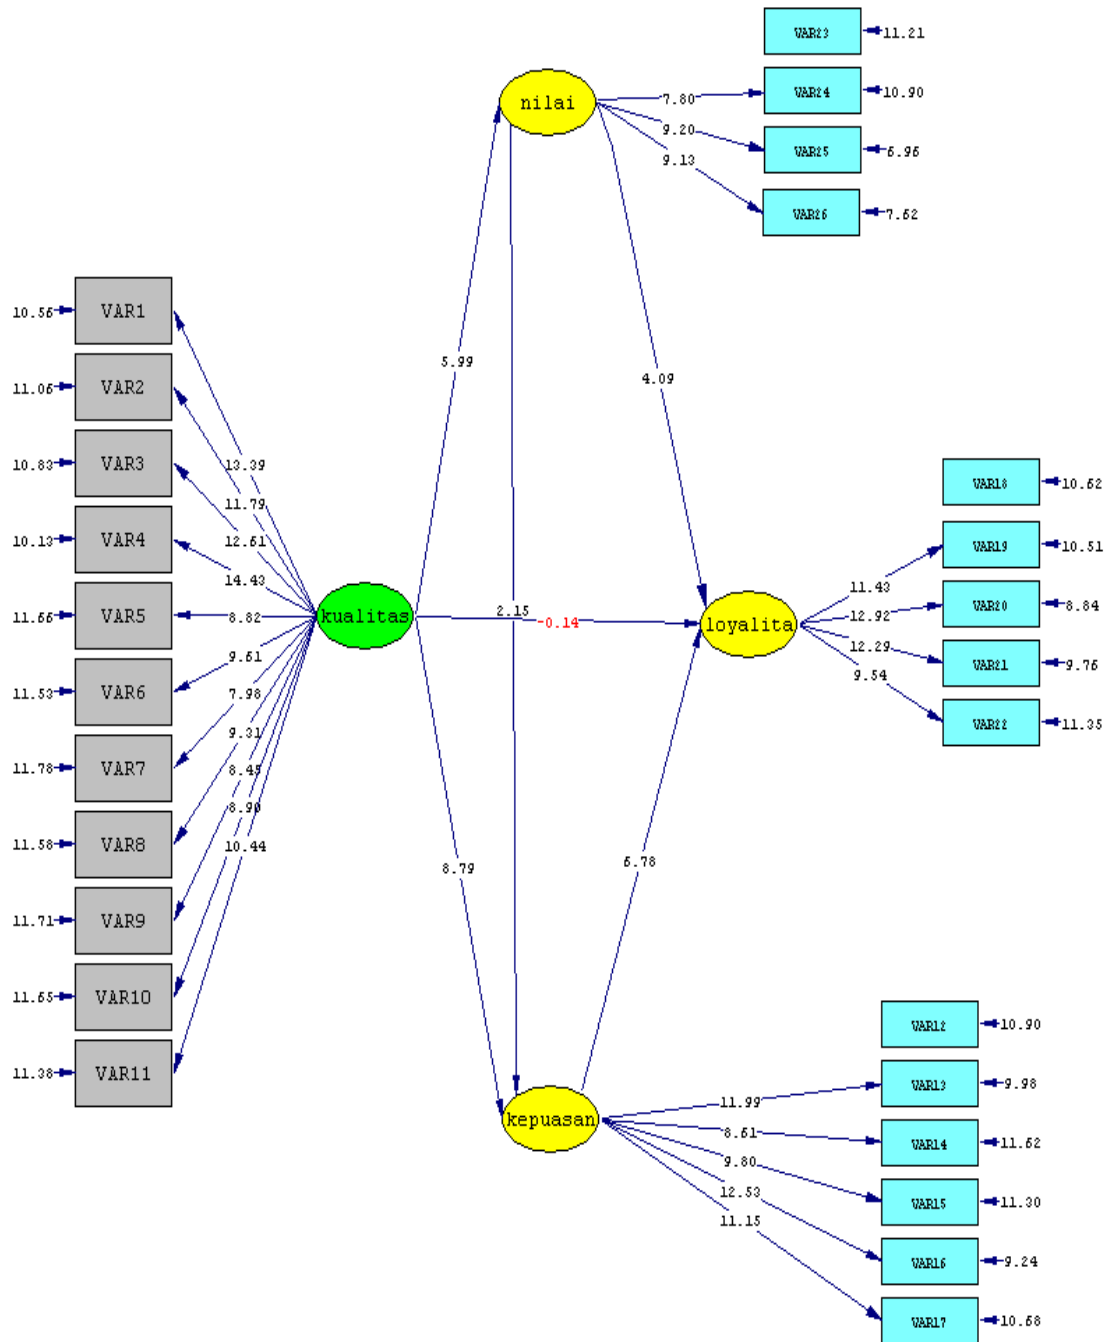 VAR23
11.21
nilai
7.80
VAR24
10.90
9.20
VAR25
6.96
9.13
VAR26
7.62
10.56
VAR1
11.06
VAR2
5.99
4.09
10.83
VAR3
13.39
11.79
12.61
10.13
VAR4
14.43
VAR18
10.62
VAR19
10.51
11.43
11.66
VAR5
8.82
kualitas
2.15
-0.14
loyalita
12.92
VAR20
8.84
12.29
VAR21
9.76
9.54
VAR22
11.35
9.61
11.53
VAR6
7.98
9.31
11.78
VAR7
8.45
8.90
10.44
11.58
VAR8
8.79
6.78
11.71
VAR9
11.65
VAR10
11.38
VAR11
VAR12
10.90
kepuasan
11.99
VAR13
9.98
8.61
VAR14
11.62
9.80
VAR15
11.30
12.53
VAR16
9.24
11.15
VAR17
10.68